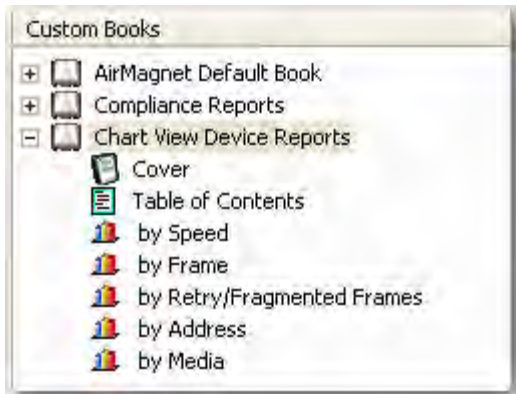 Custom Books
AirMagnet Default Book
Compliance Reports
Chart View Device Reports
Cover
Table of Contents
by Speed
by Frame
by Retry/Fragmented Frames
by Address
by Media